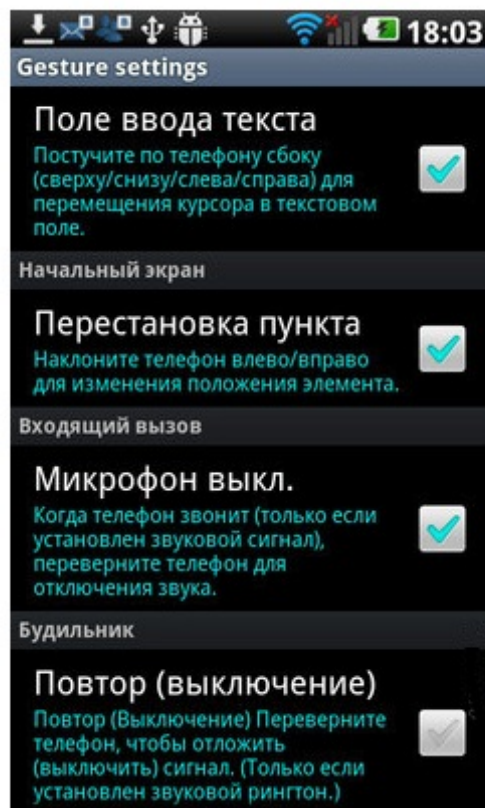 18:03
Gesture settings
Поле ввода текста
Постучите по телефону сбоку
(сверху/снизу/слева/справа) для
перемещения курсора в текстовом
поле.
Начальный экран
Перестановка пункта
Наклоните телефон влево/вправо
для изменения положения элемента.
Входящий вызов
Микрофон выкл.
Когда телефон звонит (только если
установлен звуковой сигнал),
переверните телефон для
отключения звука.
Будильник
Повтор (выключение)
Повтор (Выключение) Переверните
телефон, чтобы отложить
(выключить) сигнал. (Только если
установлен звуковой рингтон.)